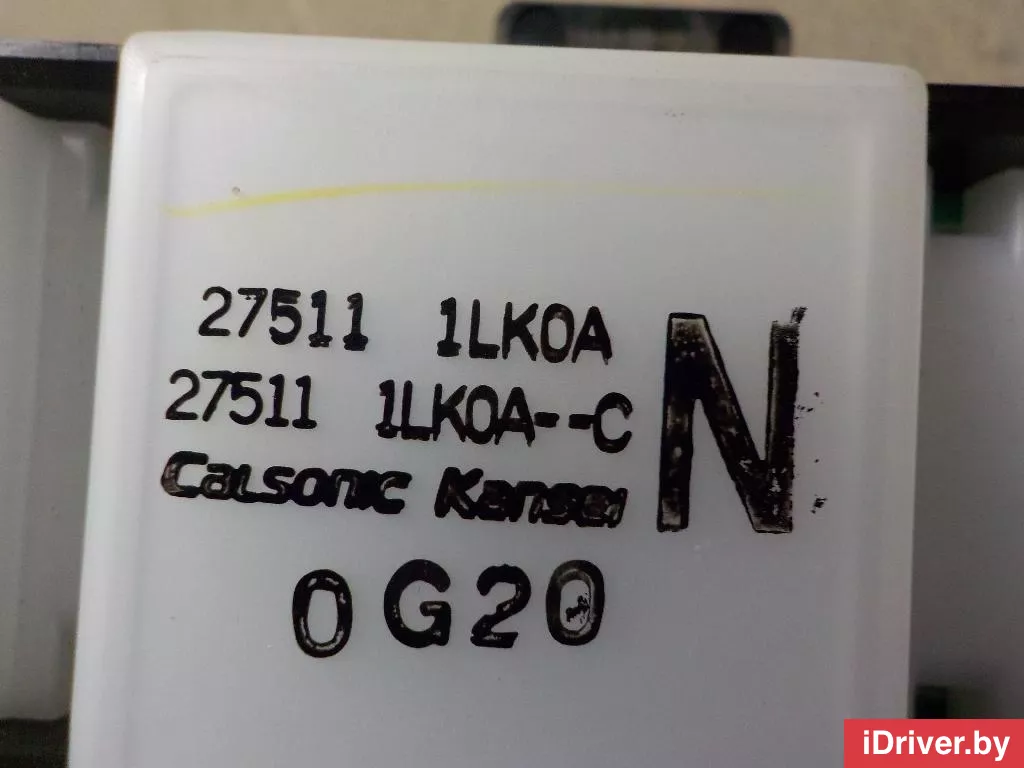 27511 1LK0A
27511 1LK0A--C
Calsonic Kansei
N
0G20
iDriver.by